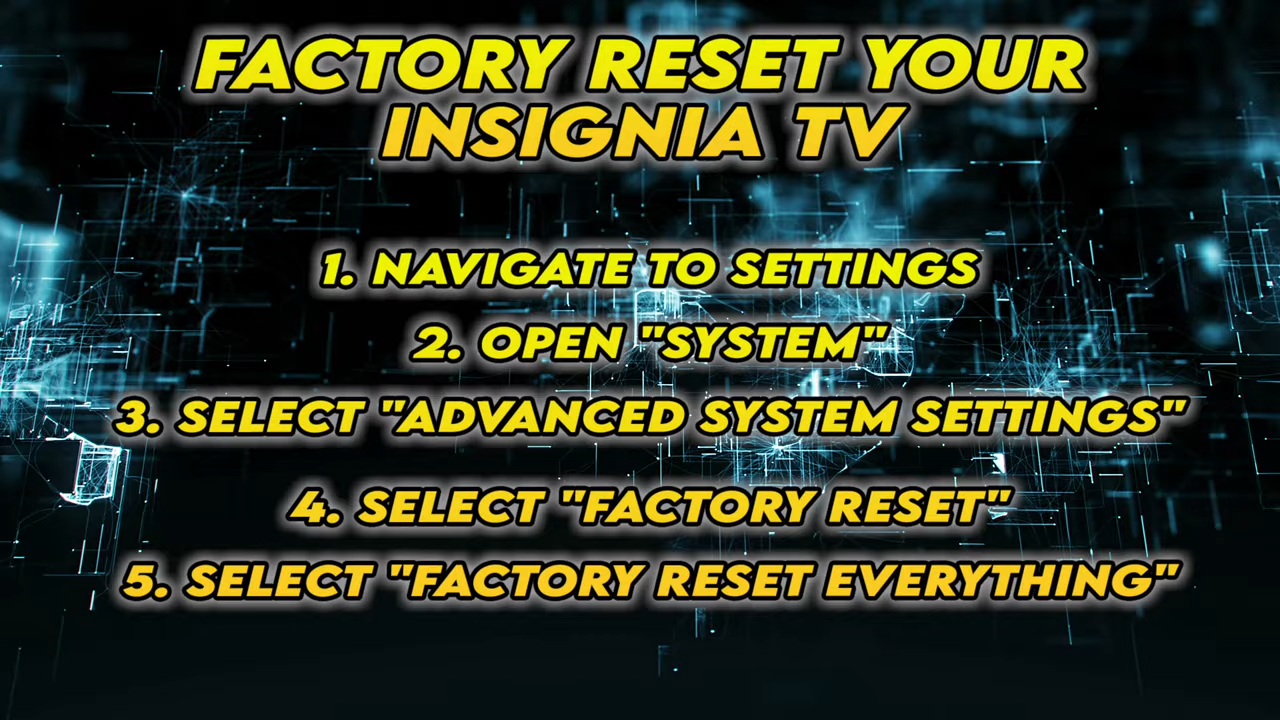 FACTORY RESET YOUR
INSIGNIA TV
1. NAVIGATE TO SETTINGS
2. OPEN "SYSTEM"
3. SELECT "ADVANCED SYSTEM SETTINGS"
4. SELECT "FACTORY RESET"
5. SELECT "FACTORY RESET EVERYTHING"